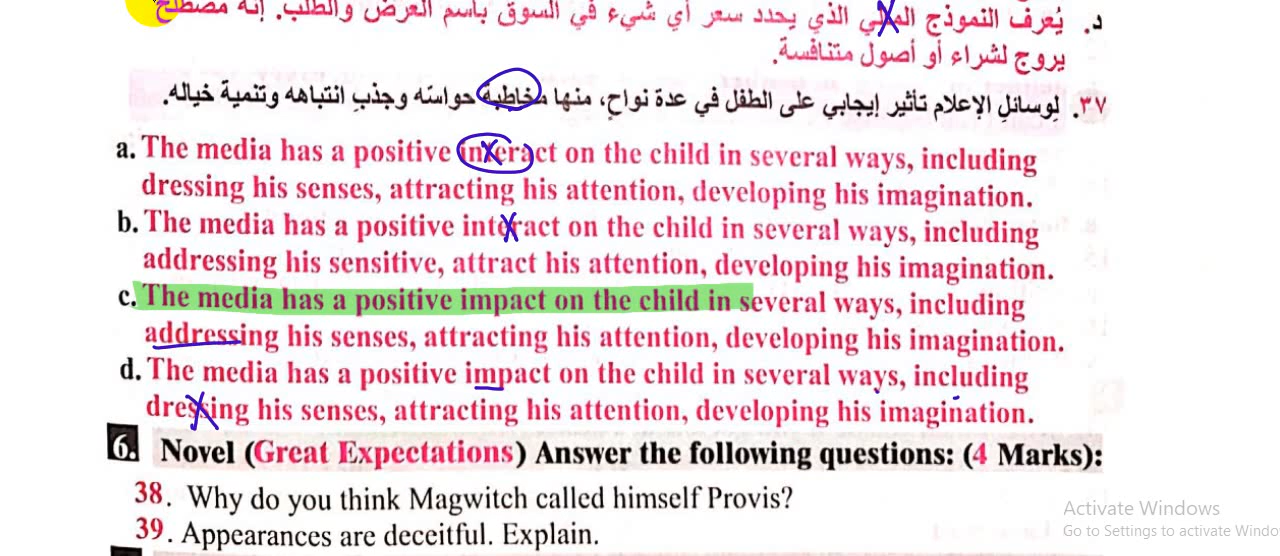 د. يُعرف النموذج المالي الذي يحدد سعر أي شيء في السوق باسم العرض والطلب. إنه مصطلح
يروج لشراء أو أصول متنافسة.
٣٧. لِوسائلِ الإعلام تأثير إيجابي على الطفل في عدة نواحٍ، منها مخاطبة حواسّه وجذب انتباهه وتنمية خياله.
a. The media has a positive interact on the child in several ways, including
dressing his senses, attracting his attention, developing his imagination.
b. The media has a positive interact on the child in several ways, including
addressing his sensitive, attract his attention, developing his imagination.
c. The media has a positive impact on the child in several ways, including
addressing his senses, attracting his attention, developing his imagination.
d. The media has a positive impact on the child in several ways, including
dressing his senses, attracting his attention, developing his imagination.
6. Novel (Great Expectations) Answer the following questions: (4 Marks):
38. Why do you think Magwitch called himself Provis?
39. Appearances are deceitful. Explain.
Activate Windows
Go to Settings to activate Windo